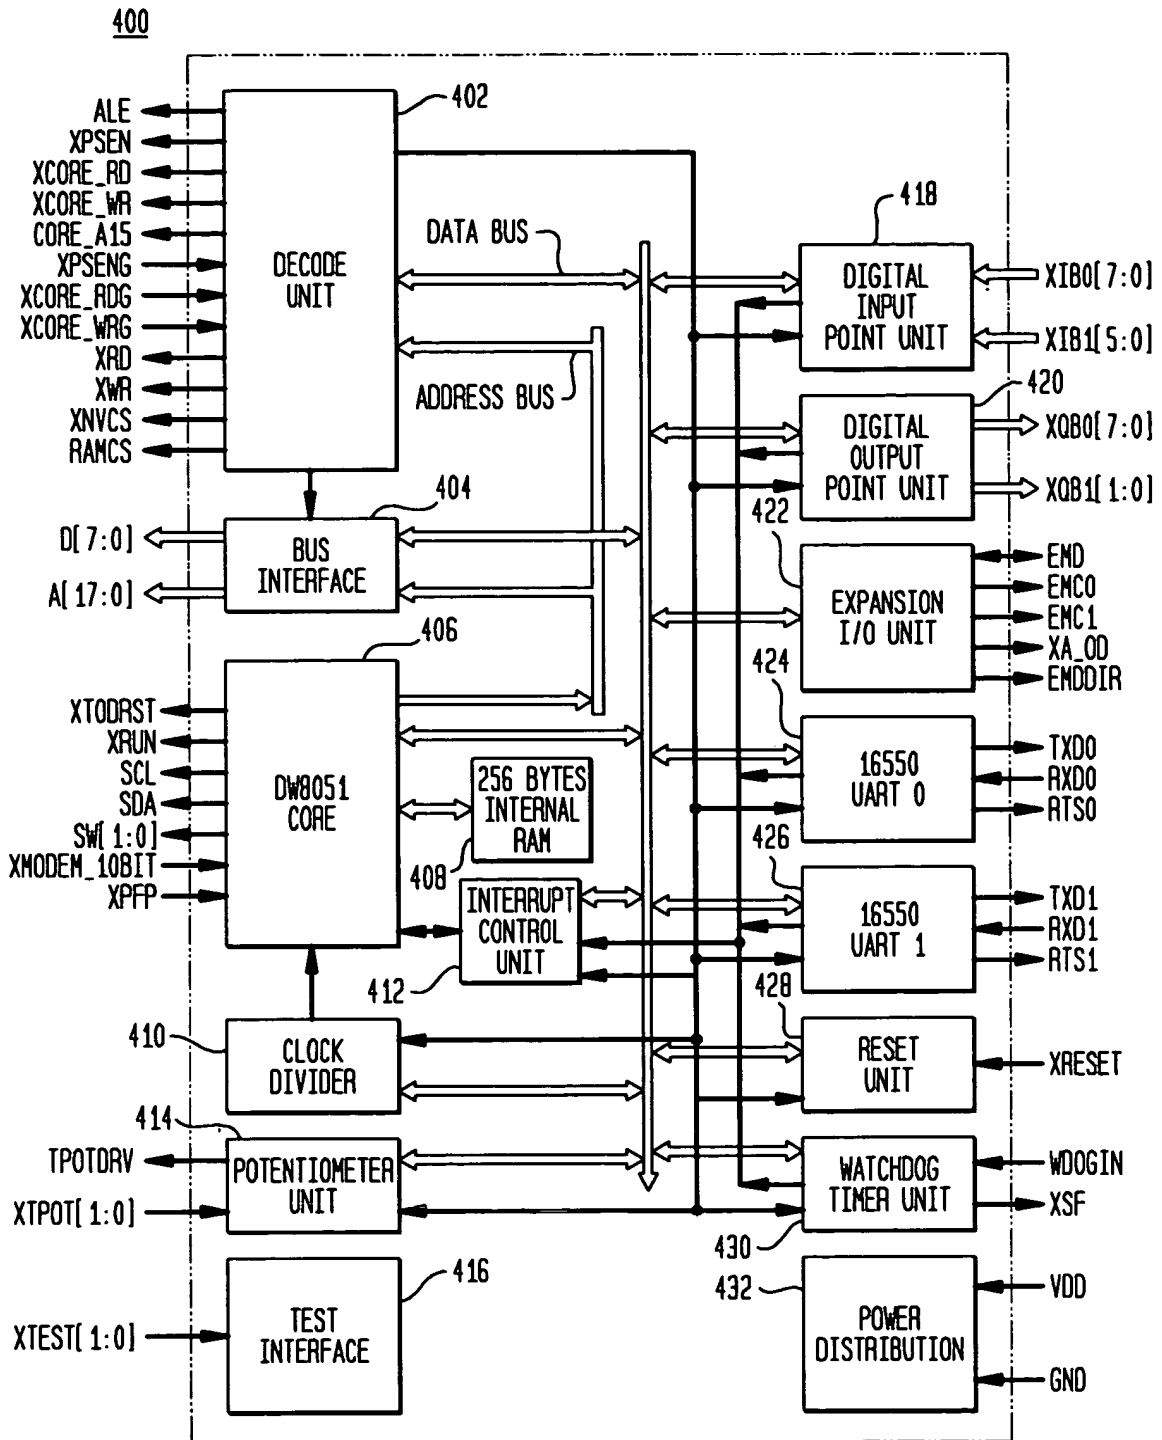 400
402
ALE
XPSEN
XCORE_RD
XCORE_WR
CORE_A15
XPSENG
XCORE_RDG
XCORE_WRG
XRD
XWR
XNVCS
RAMCS
DECODE
UNIT
DATA BUS
ADDRESS BUS
404
D[7:0]
A[17:0]
BUS
INTERFACE
406
XTODRST
XRUN
SCL
SDA
SW[1:0]
XMODEM_10BIT
XPFP
DW8051
CORE
256 BYTES
INTERNAL
RAM
408
INTERRUPT
CONTROL
UNIT
412
410
CLOCK
DIVIDER
414
TPOTDRV
XTPOT[1:0]
POTENTIOMETER
UNIT
416
XTEST[1:0]
TEST
INTERFACE
418
DIGITAL
INPUT
POINT UNIT
XIB0[7:0]
XIB1[5:0]
420
DIGITAL
OUTPUT
POINT UNIT
XQB0[7:0]
XQB1[1:0]
422
EXPANSION
I/O UNIT
EMD
EMC0
EMC1
XA_OD
EMDDIR
424
16550
UART 0
TXD0
RXD0
RTS0
426
16550
UART 1
TXD1
RXD1
RTS1
428
RESET
UNIT
XRESET
WATCHDOG
TIMER UNIT
WDOGIN
XSF
430
432
POWER
DISTRIBUTION
VDD
GND